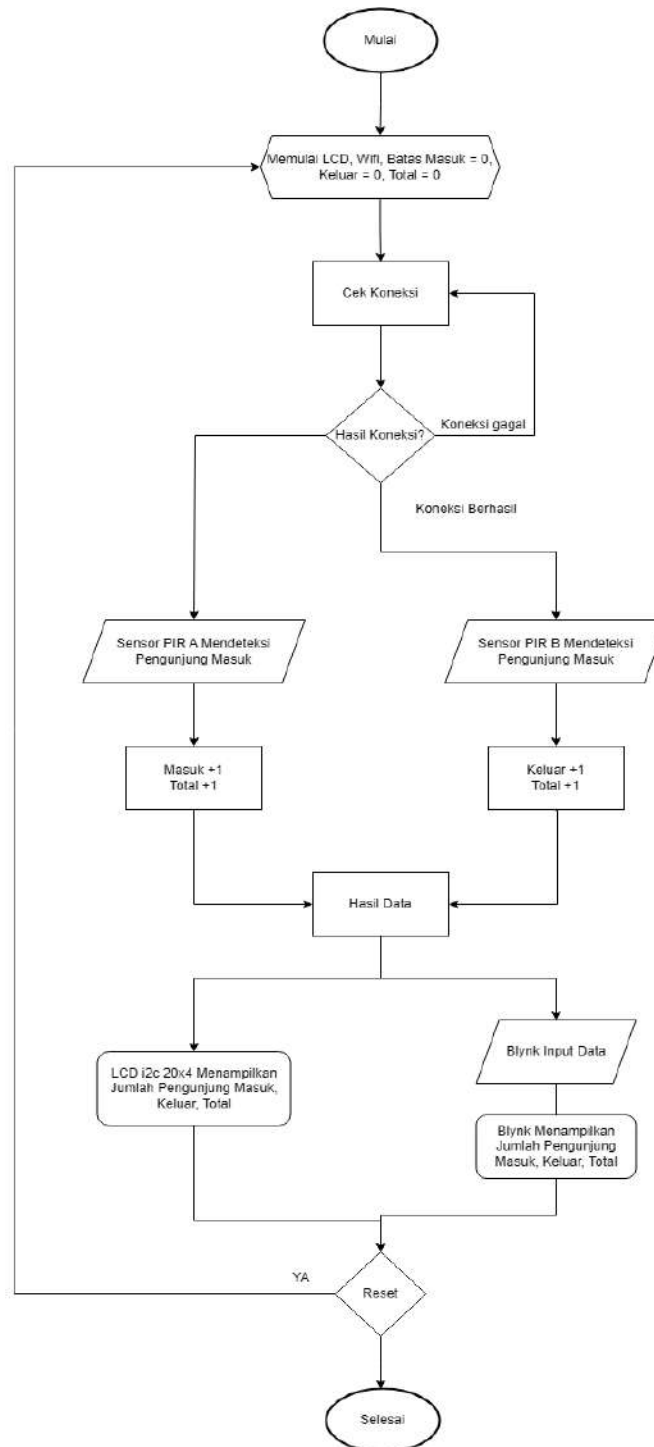 Mulai
Memulai LCD, Wifi, Batas Masuk = 0,
Keluar = 0, Total = 0
Cek Koneksi
Hasil Koneksi?
Koneksi gagal
Koneksi Berhasil
Sensor PIR A Mendeteksi
Pengunjung Masuk
Sensor PIR B Mendeteksi
Pengunjung Masuk
Masuk +1
Total +1
Keluar +1
Total +1
Hasil Data
LCD i2c 20x4 Menampilkan
Jumlah Pengunjung Masuk,
Keluar, Total
Blynk Input Data
Blynk Menampilkan
Jumlah Pengunjung
Masuk, Keluar, Total
YA
Reset
Selesai